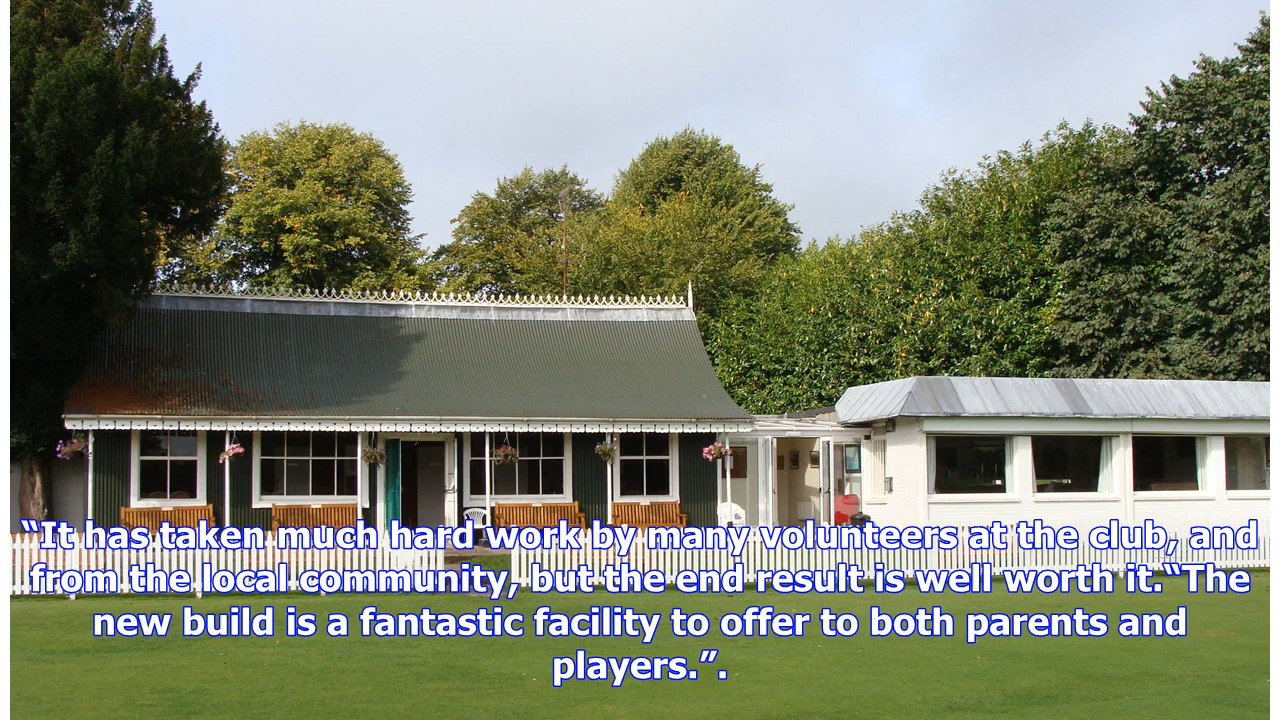 “It has taken much hard work by many volunteers at the club, and
from the local community, but the end result is well worth it.“The
new build is a fantastic facility to offer to both parents and
players.”.